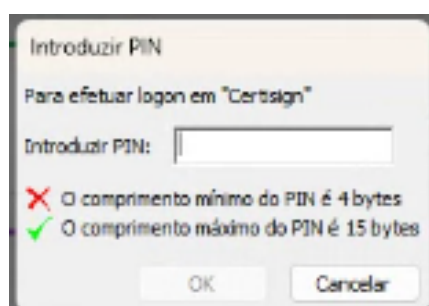 Introduzir PIN
Para efetuar logon em "Certisign"
Introduzir PIN:
O comprimento mínimo do PIN é 4 bytes
O comprimento máximo do PIN é 15 bytes
OK Cancelar